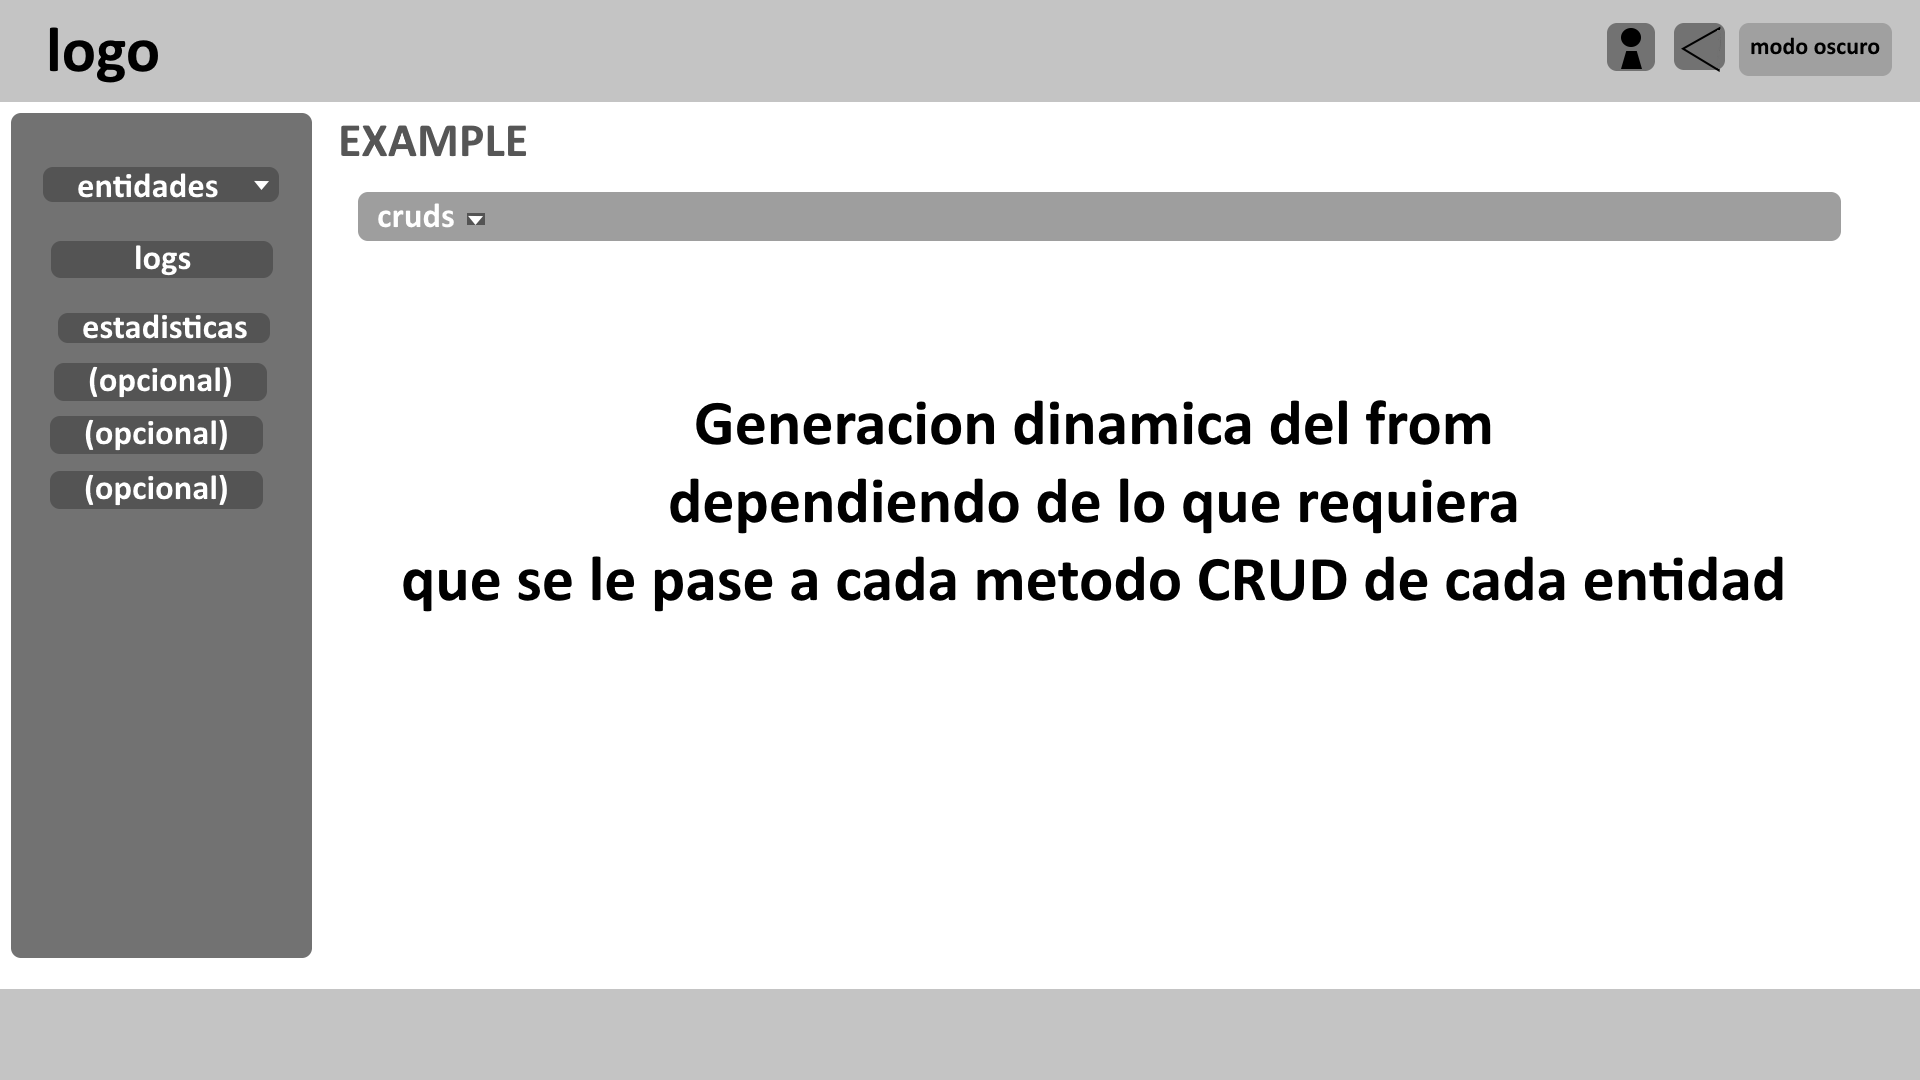 logo
modo oscuro
EXAMPLE
entidades
cruds
logs
estadisticas
(opcional)
(opcional)
(opcional)
Generacion dinamica del from
dependiendo de lo que requiera
que se le pase a cada metodo CRUD de cada entidad